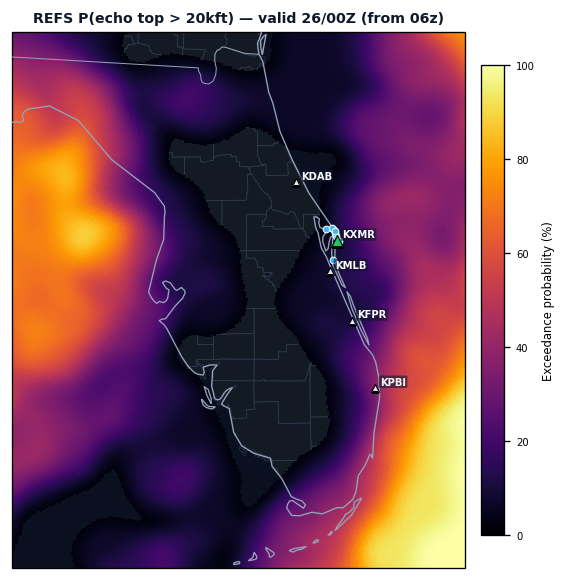 REFS P(echo top > 20kft) — valid 26/00Z (from 06z)
KDAB
KXMR
KMLB
KFPR
KPBI
100
80
60
40
20
0
Exceedance probability (%)